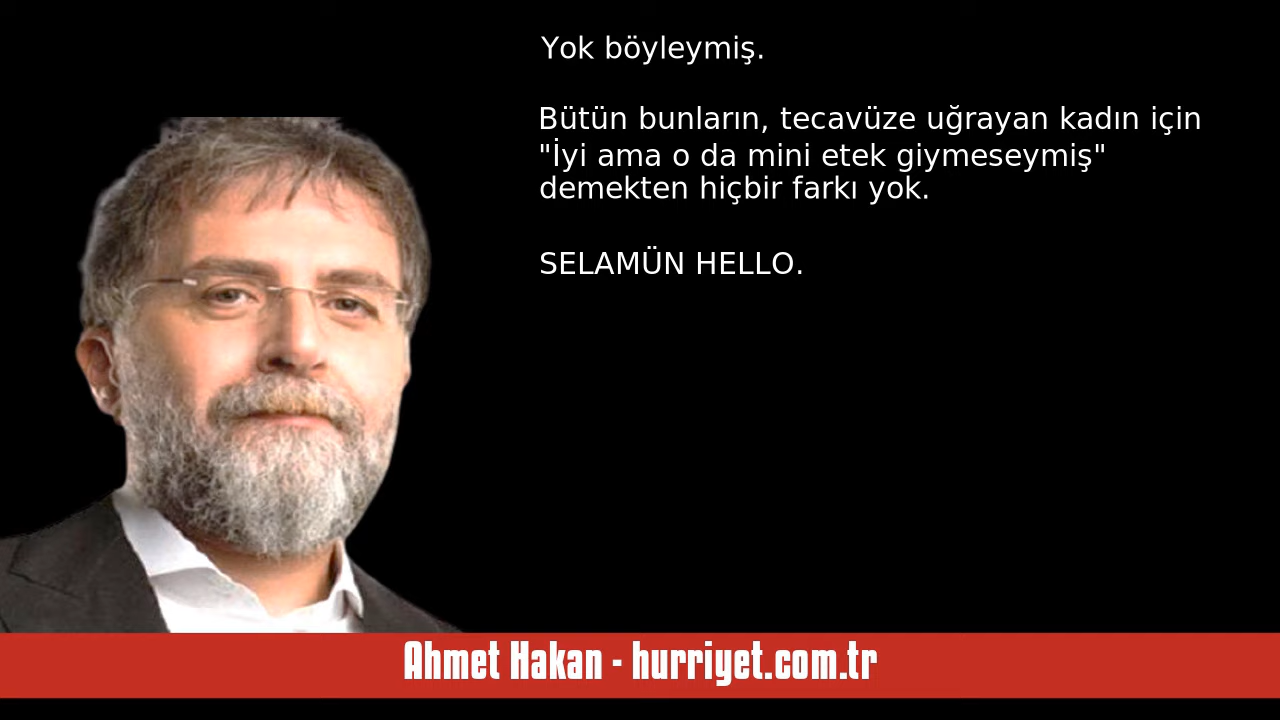 Yok böyleymiş.
Bütün bunların, tecavüze uğrayan kadın için
"İyi ama o da mini etek giymeseymiş"
demekten hiçbir farkı yok.
SELAMÜN HELLO.
Ahmet Hakan - hurriyet.com.tr